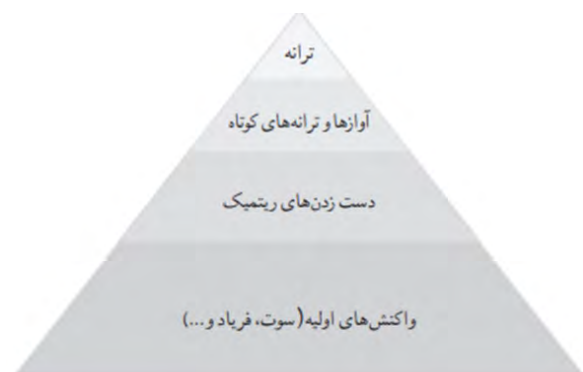 ترانه
آوازها و ترانه‌های کوتاه
دست زدن‌های ریتمیک
واکنش‌های اولیه(سوت، فریاد و...)